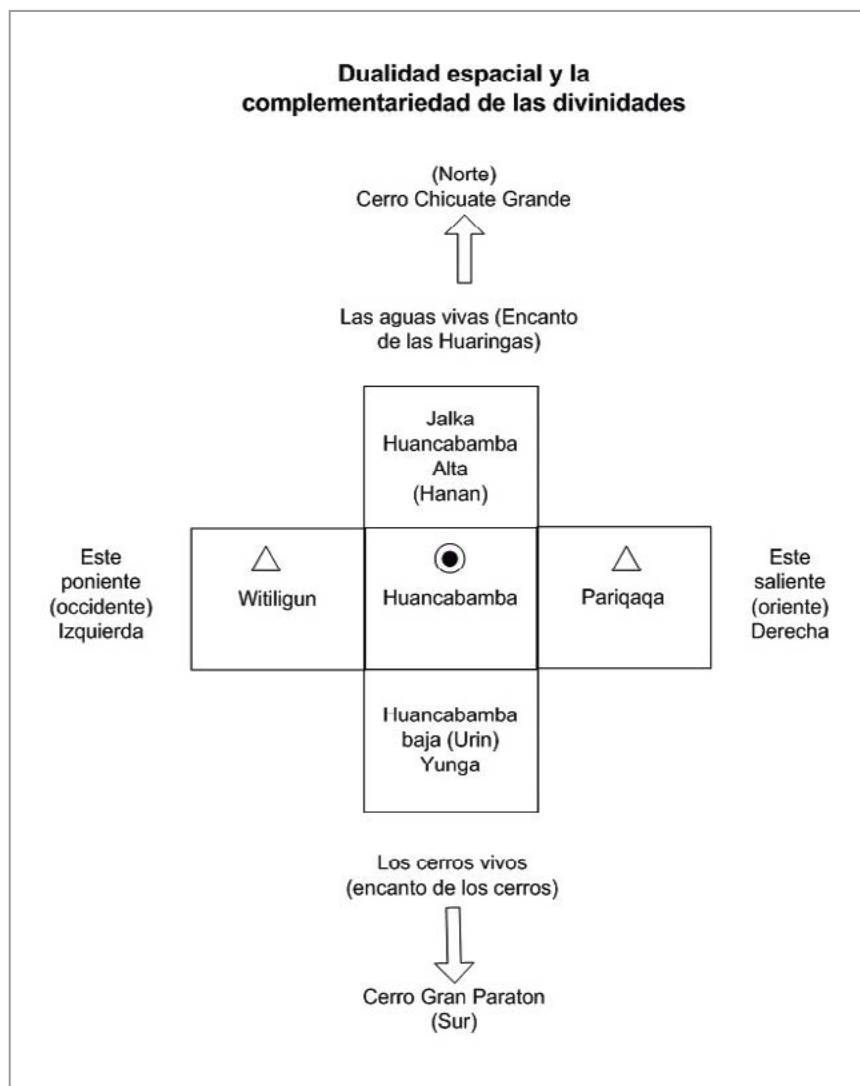 Dualidad espacial y la
complementariedad de las divinidades
(Norte)
Cerro Chicuate Grande
Las aguas vivas (Encanto
de las Huaringas)
Jalka
Huancabamba
Alta
(Hanan)
Este
poniente
(occidente)
Izquierda
Witiligun
Huancabamba
Pariqaqa
Este
saliente
(oriente)
Derecha
Huancabamba
baja (Urin)
Yunga
Los cerros vivos
(encanto de los cerros)
Cerro Gran Paraton
(Sur)